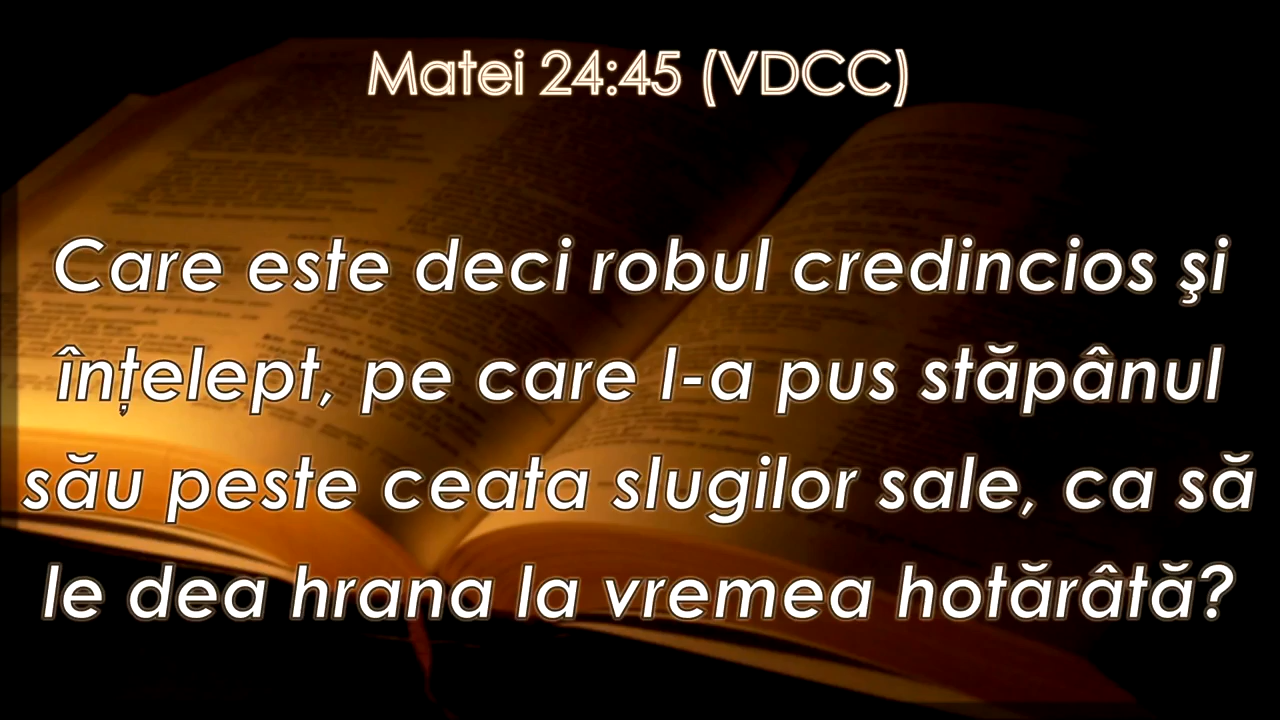 Matei 24:45 (VDCC)
Care este deci robul credincios şi
înțelept, pe care l-a pus stăpânul
său peste ceata slugilor sale, ca să
le dea hrana la vremea hotărâtă?